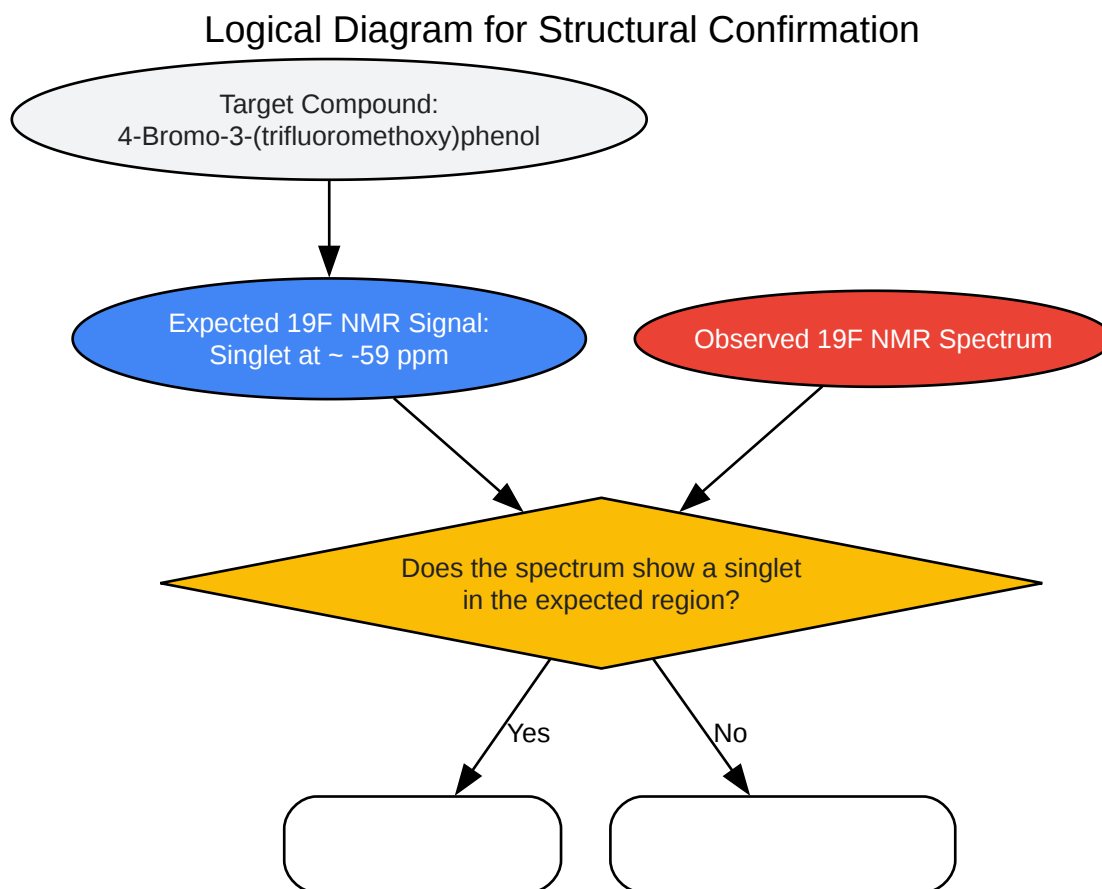 Logical Diagram for Structural Confirmation
Target Compound:
4-Bromo-3-(trifluoromethoxy)phenol
Expected 19F NMR Signal:
Singlet at ~ -59 ppm
Observed 19F NMR Spectrum
Does the spectrum show a singlet
in the expected region?
Yes
No